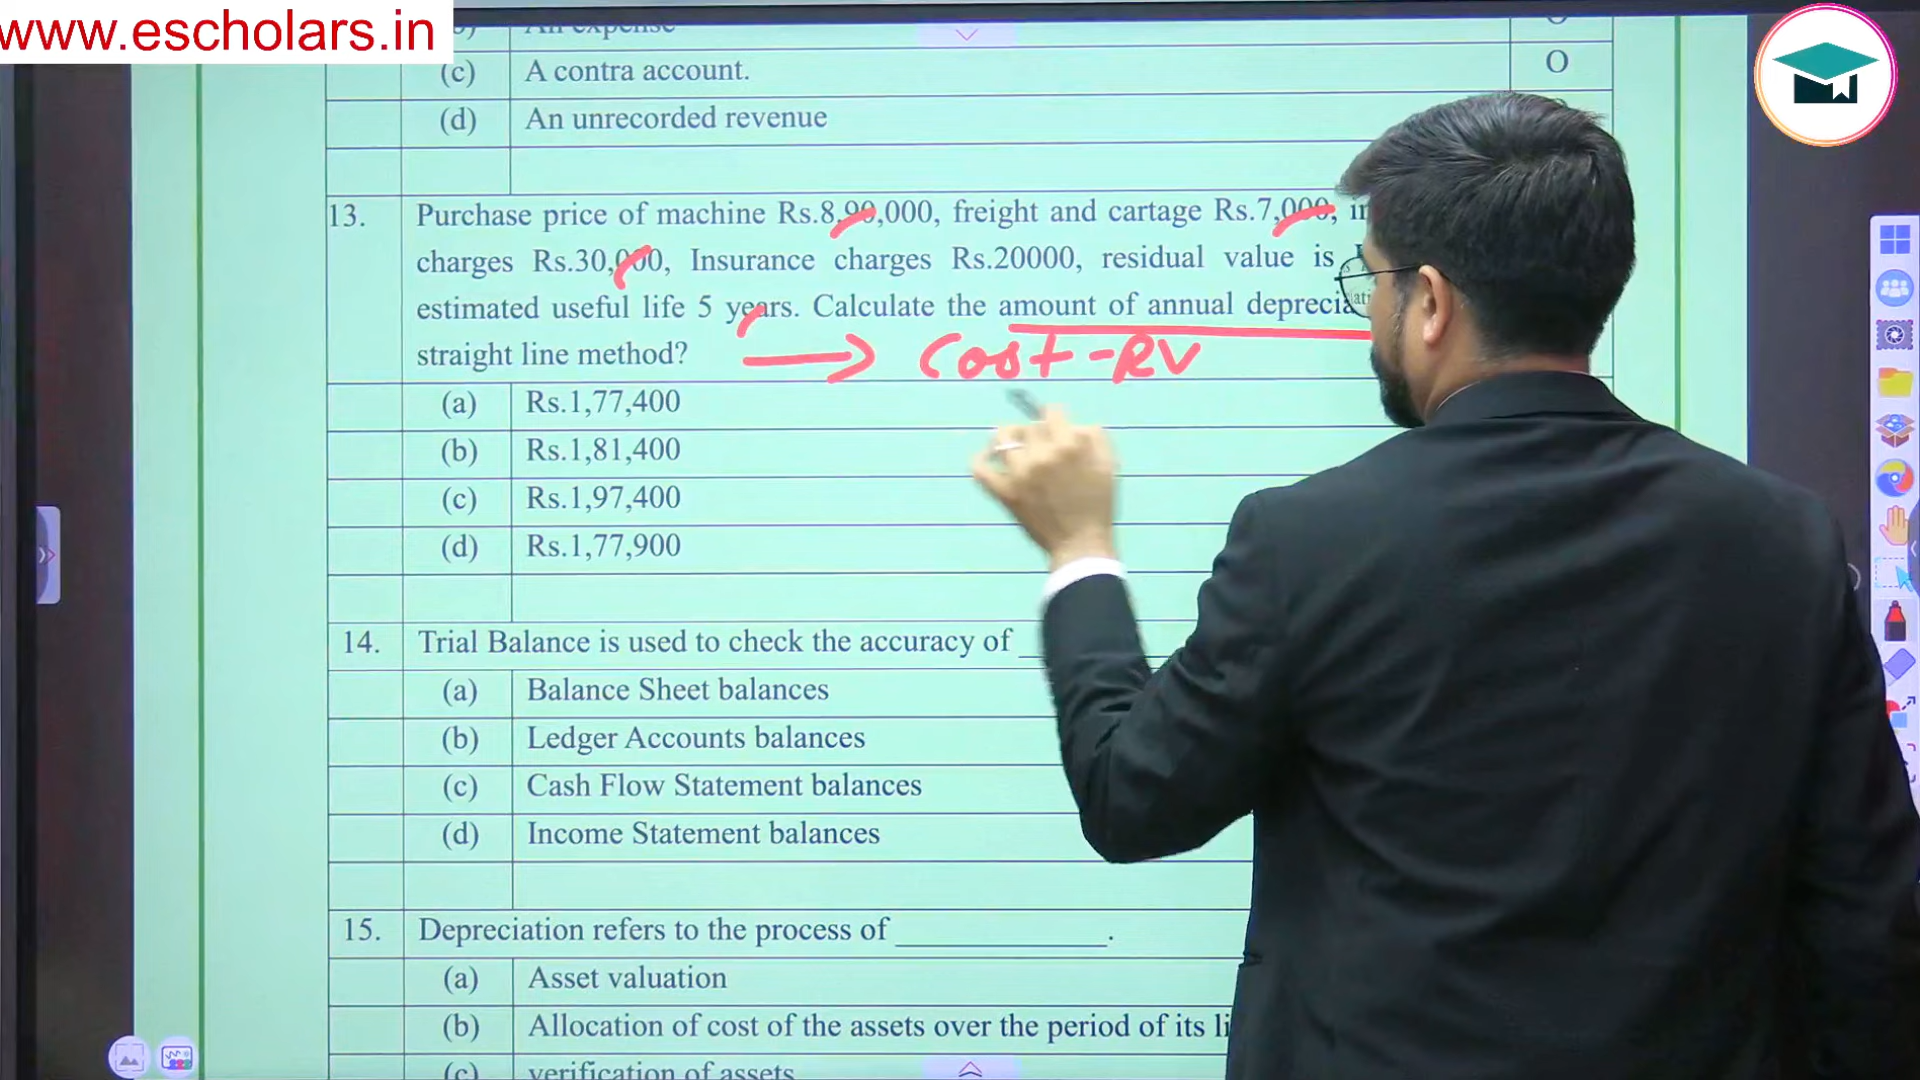 www.escholars.in
An expense
(c) A contra account. O
(d) An unrecorded revenue
13. Purchase price of machine Rs.8,90,000, freight and cartage Rs.7,000,
charges Rs.30,000, Insurance charges Rs.20000, residual value is
estimated useful life 5 years. Calculate the amount of annual
straight line method? → Cost-RV
(a) Rs.1,77,400
(b) Rs.1,81,400
(c) Rs.1,97,400
(d) Rs.1,77,900
14. Trial Balance is used to check the accuracy of
(a) Balance Sheet balances
(b) Ledger Accounts balances
(c) Cash Flow Statement balances
(d) Income Statement balances
15. Depreciation refers to the process of ______________.
(a) Asset valuation
(b) Allocation of cost of the assets over the period of its
(c) verification of assets